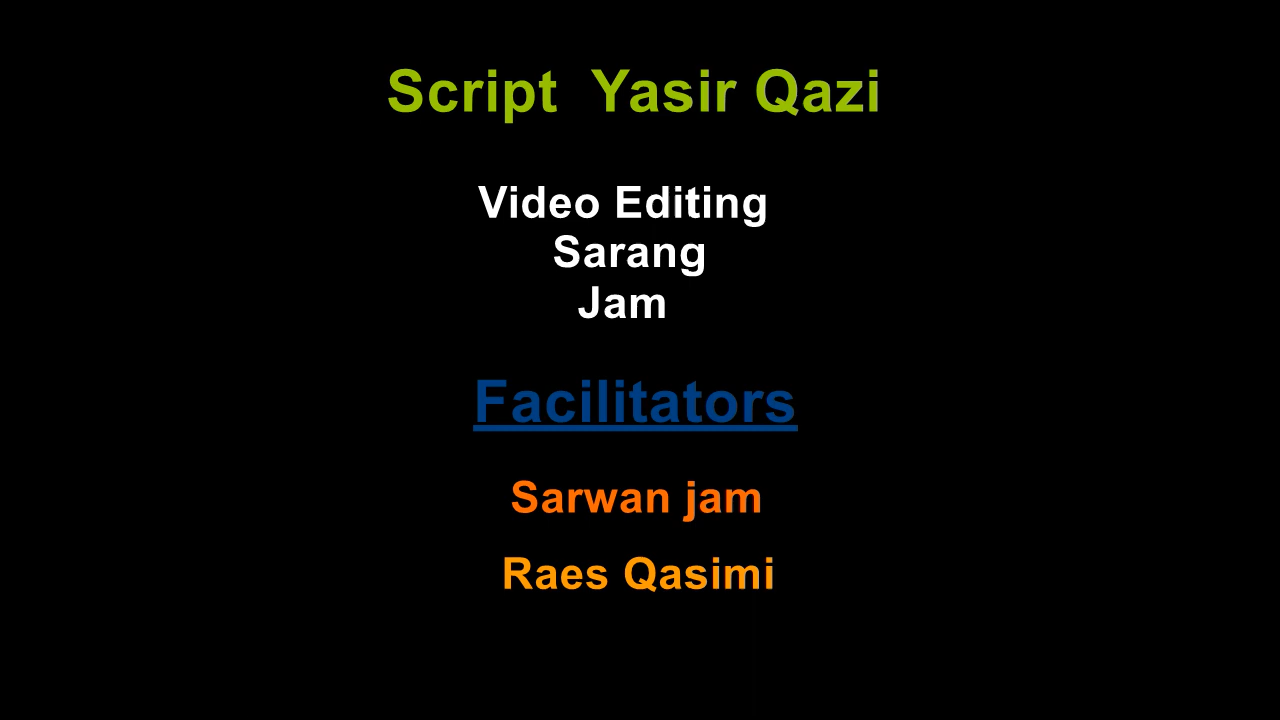 Script  Yasir Qazi
Video Editing
Sarang
Jam
Facilitators
Sarwan jam
Raes Qasimi